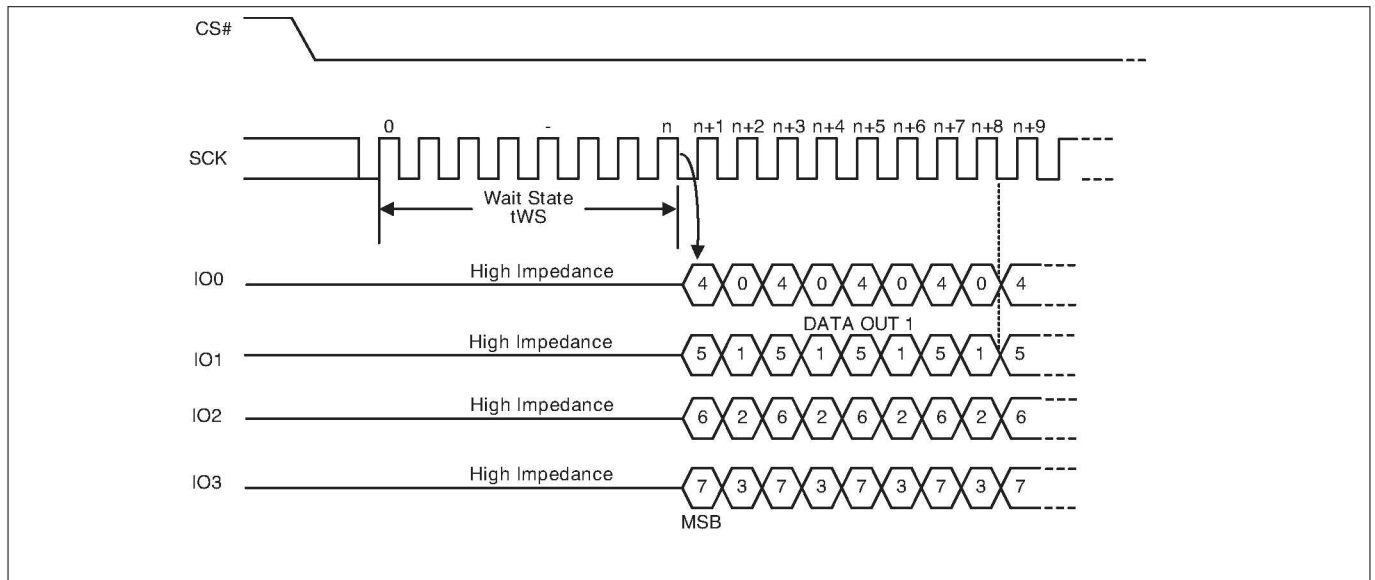 CS#
0 - n n+1 n+2 n+3 n+4 n+5 n+6 n+7 n+8 n+9
SCK
Wait State
tWS
IO0 High Impedance 4 0 4 0 4 0 4 0 4
DATA OUT 1
IO1 High Impedance 5 1 5 1 5 1 5 1 5
IO2 High Impedance 6 2 6 2 6 2 6 2 6
IO3 High Impedance 7 3 7 3 7 3 7 3 7
MSB